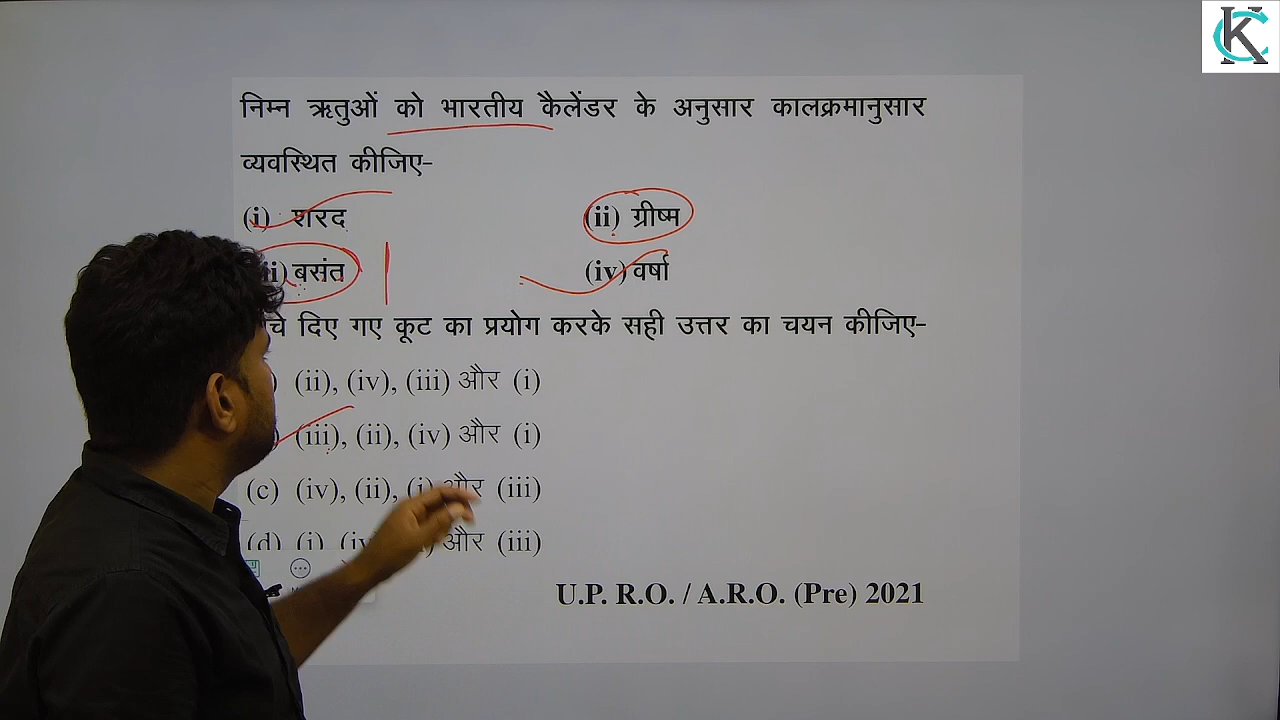 निम्न ऋतुओं को भारतीय कैलेंडर के अनुसार कालक्रमानुसार
व्यवस्थित कीजिए-
(i) शरद (ii) ग्रीष्म
बसंत (iv) वर्षा
दिए गए कूट का प्रयोग करके सही उत्तर का चयन कीजिए-
(ii), (iv), (iii) और (i)
(iii), (ii), (iv) और (i)
(c) (iv), (ii), (i) और (iii)
(d) (i) और (iii)
U.P. R.O. / A.R.O. (Pre) 2021
KC